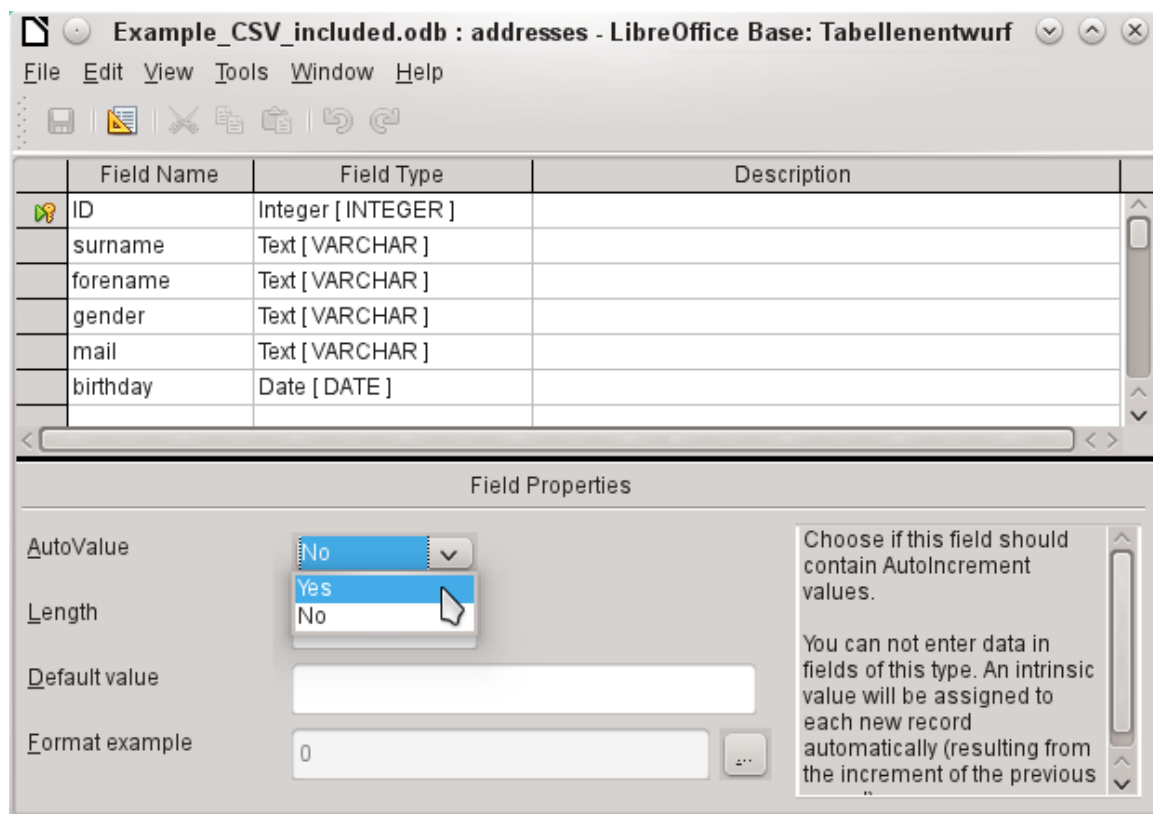 Example_CSV_included.odb : addresses - LibreOffice Base: Tabellenentwurf
File Edit View Tools Window Help
Field Name Field Type Description
ID Integer [ INTEGER ]
surname Text [ VARCHAR ]
forename Text [ VARCHAR ]
gender Text [ VARCHAR ]
mail Text [ VARCHAR ]
birthday Date [ DATE ]
Field Properties
AutoValue No
Yes
No
Length
Default value
Format example 0 ...
Choose if this field should
contain AutoIncrement
values.
You can not enter data in
fields of this type. An intrinsic
value will be assigned to
each new record
automatically (resulting from
the increment of the previous